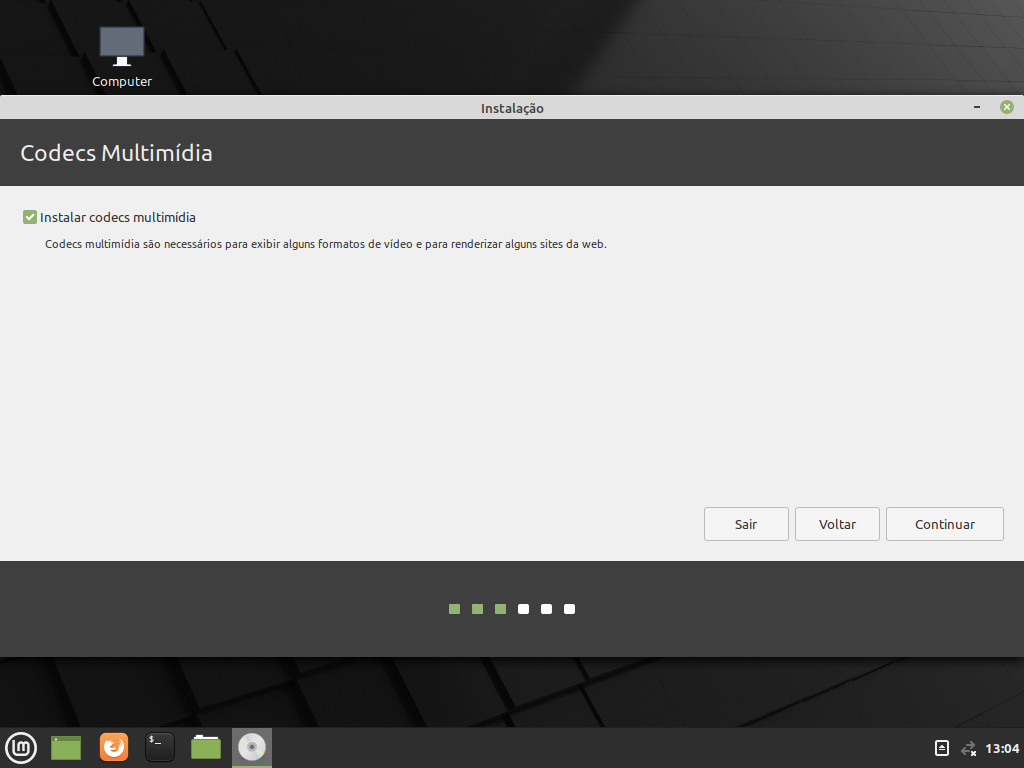 Computer
Instalação
Codecs Multimídia
Instalar codecs multimídia
Codecs multimídia são necessários para exibir alguns formatos de vídeo e para renderizar alguns sites da web.
Sair
Voltar
Continuar
$_
13:04